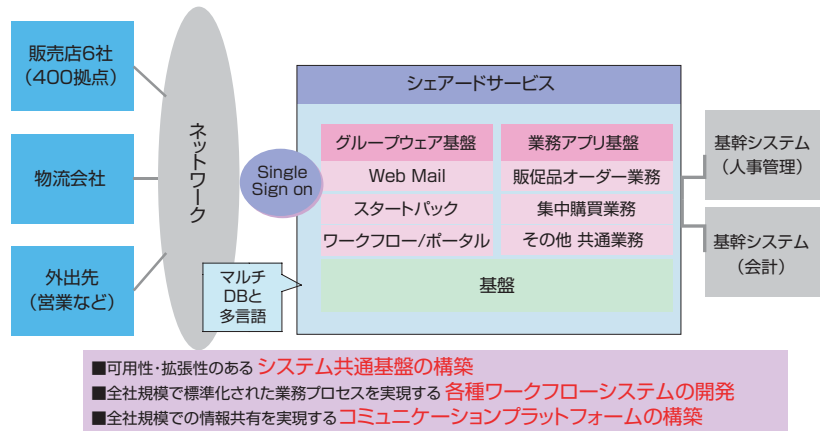 販売店6社
（400拠点）
物流会社
外出先
（営業など）
ネットワーク
Single
Sign on
マルチ
DBと
多言語
シェアードサービス
グループウェア基盤
Web Mail
スタートパック
ワークフロー/ポータル
業務アプリ基盤
販促品オーダー業務
集中購買業務
その他 共通業務
基盤
基幹システム
（人事管理）
基幹システム
（会計）
■可用性・拡張性のある システム共通基盤の構築
■全社規模で標準化された業務プロセスを実現する 各種ワークフローシステムの開発
■全社規模での情報共有を実現するコミュニケーションプラットフォームの構築